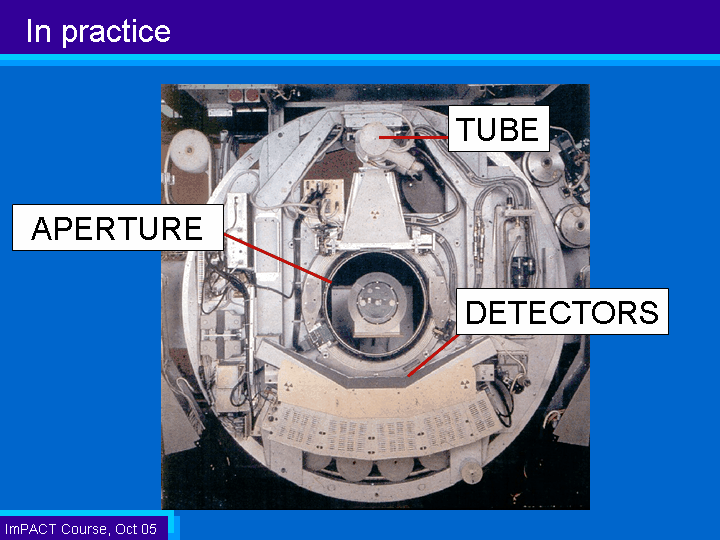 In practice
TUBE
APERTURE
DETECTORS
ImPACT Course, Oct 05